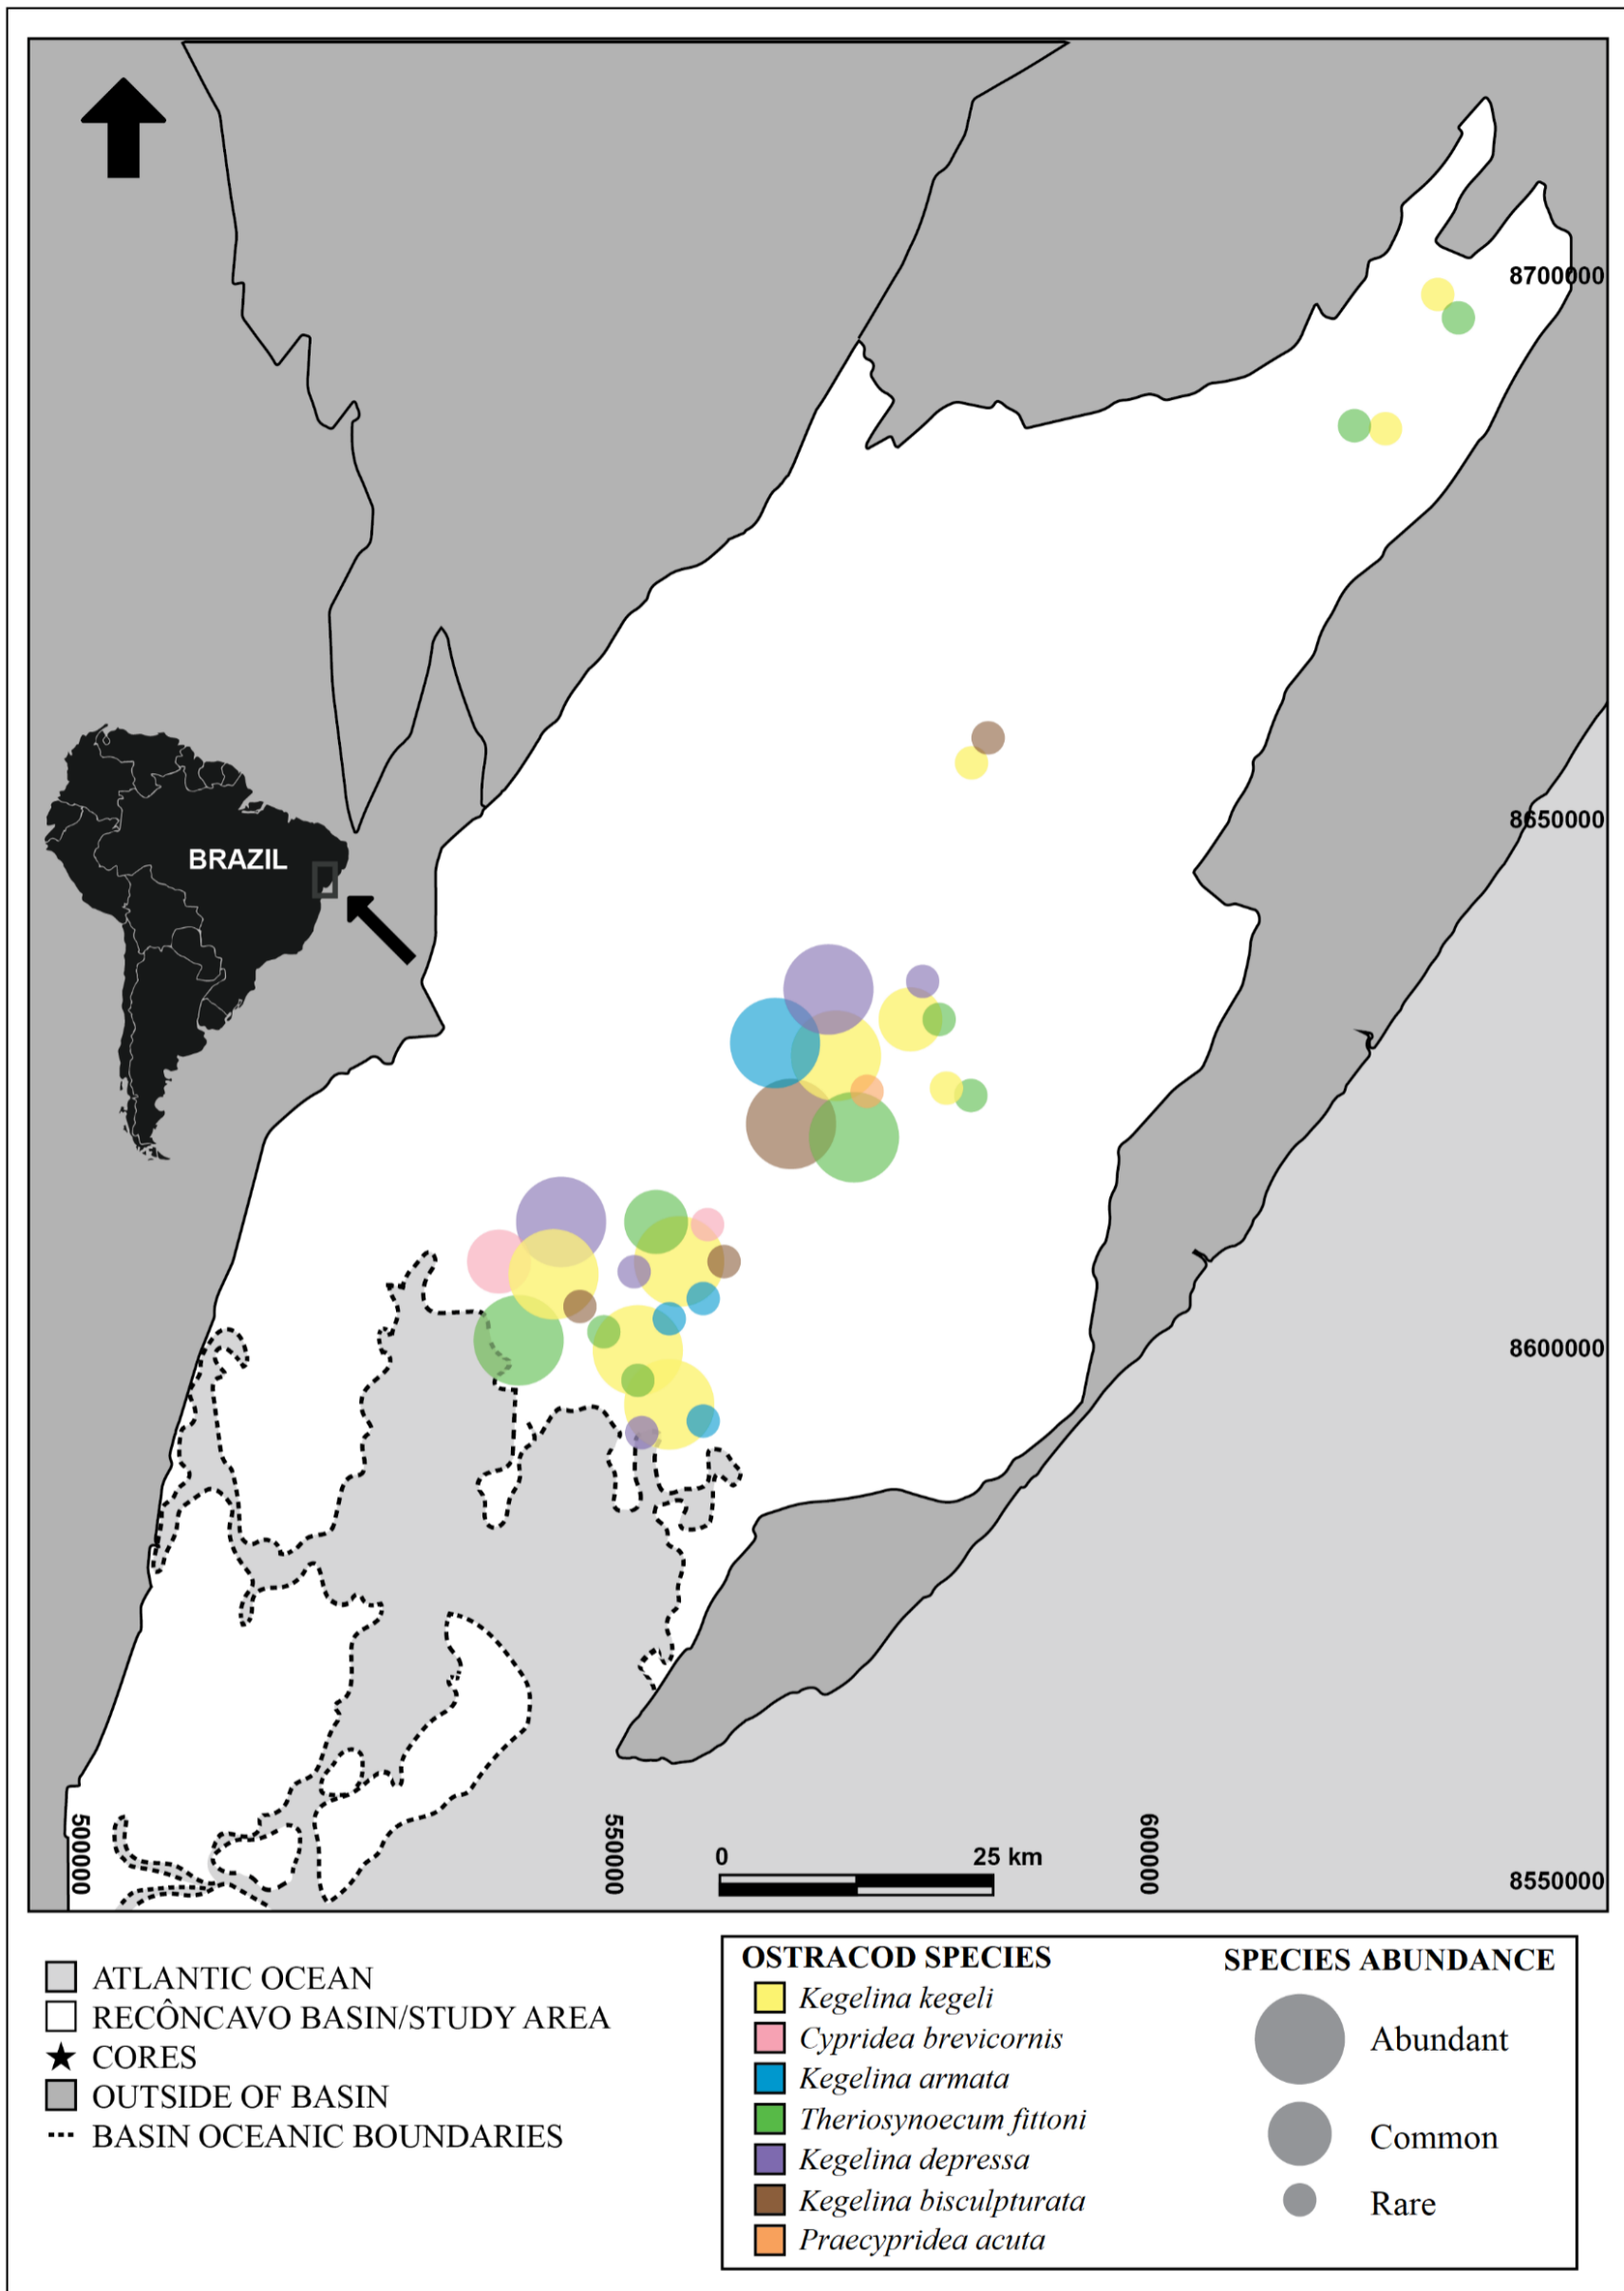 8700000
8650000
BRAZIL
8600000
500000
550000
600000
0 25 km
8550000
ATLANTIC OCEAN
RECÔNCAVO BASIN/STUDY AREA
CORES
OUTSIDE OF BASIN
BASIN OCEANIC BOUNDARIES
OSTRACOD SPECIES
Kegelina kegeli
Cypridea brevicornis
Kegelina armata
Theriosynoecum fittoni
Kegelina depressa
Kegelina bisculpturata
Praecypridea acuta
SPECIES ABUNDANCE
Abundant
Common
Rare